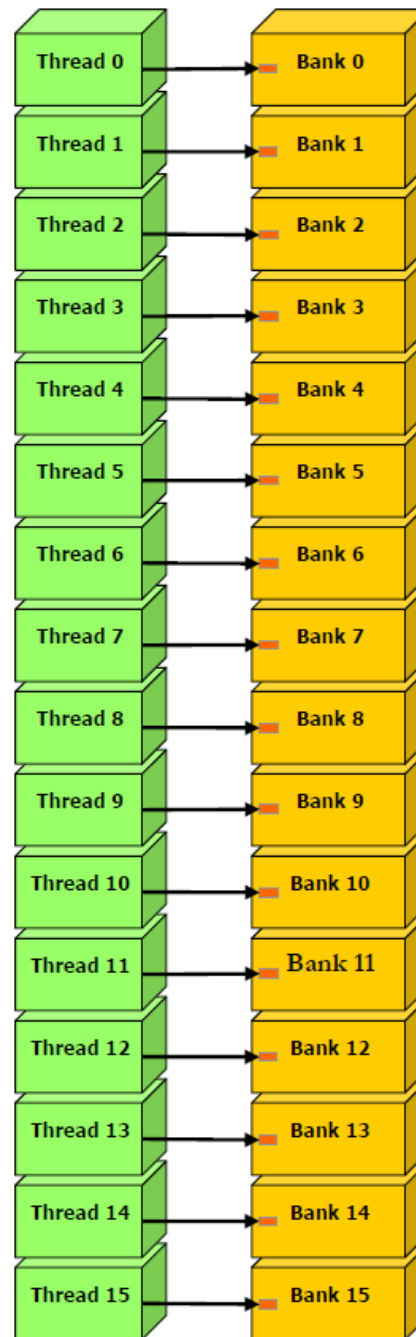 Thread 0 Bank 0
Thread 1 Bank 1
Thread 2 Bank 2
Thread 3 Bank 3
Thread 4 Bank 4
Thread 5 Bank 5
Thread 6 Bank 6
Thread 7 Bank 7
Thread 8 Bank 8
Thread 9 Bank 9
Thread 10 Bank 10
Thread 11 Bank 11
Thread 12 Bank 12
Thread 13 Bank 13
Thread 14 Bank 14
Thread 15 Bank 15